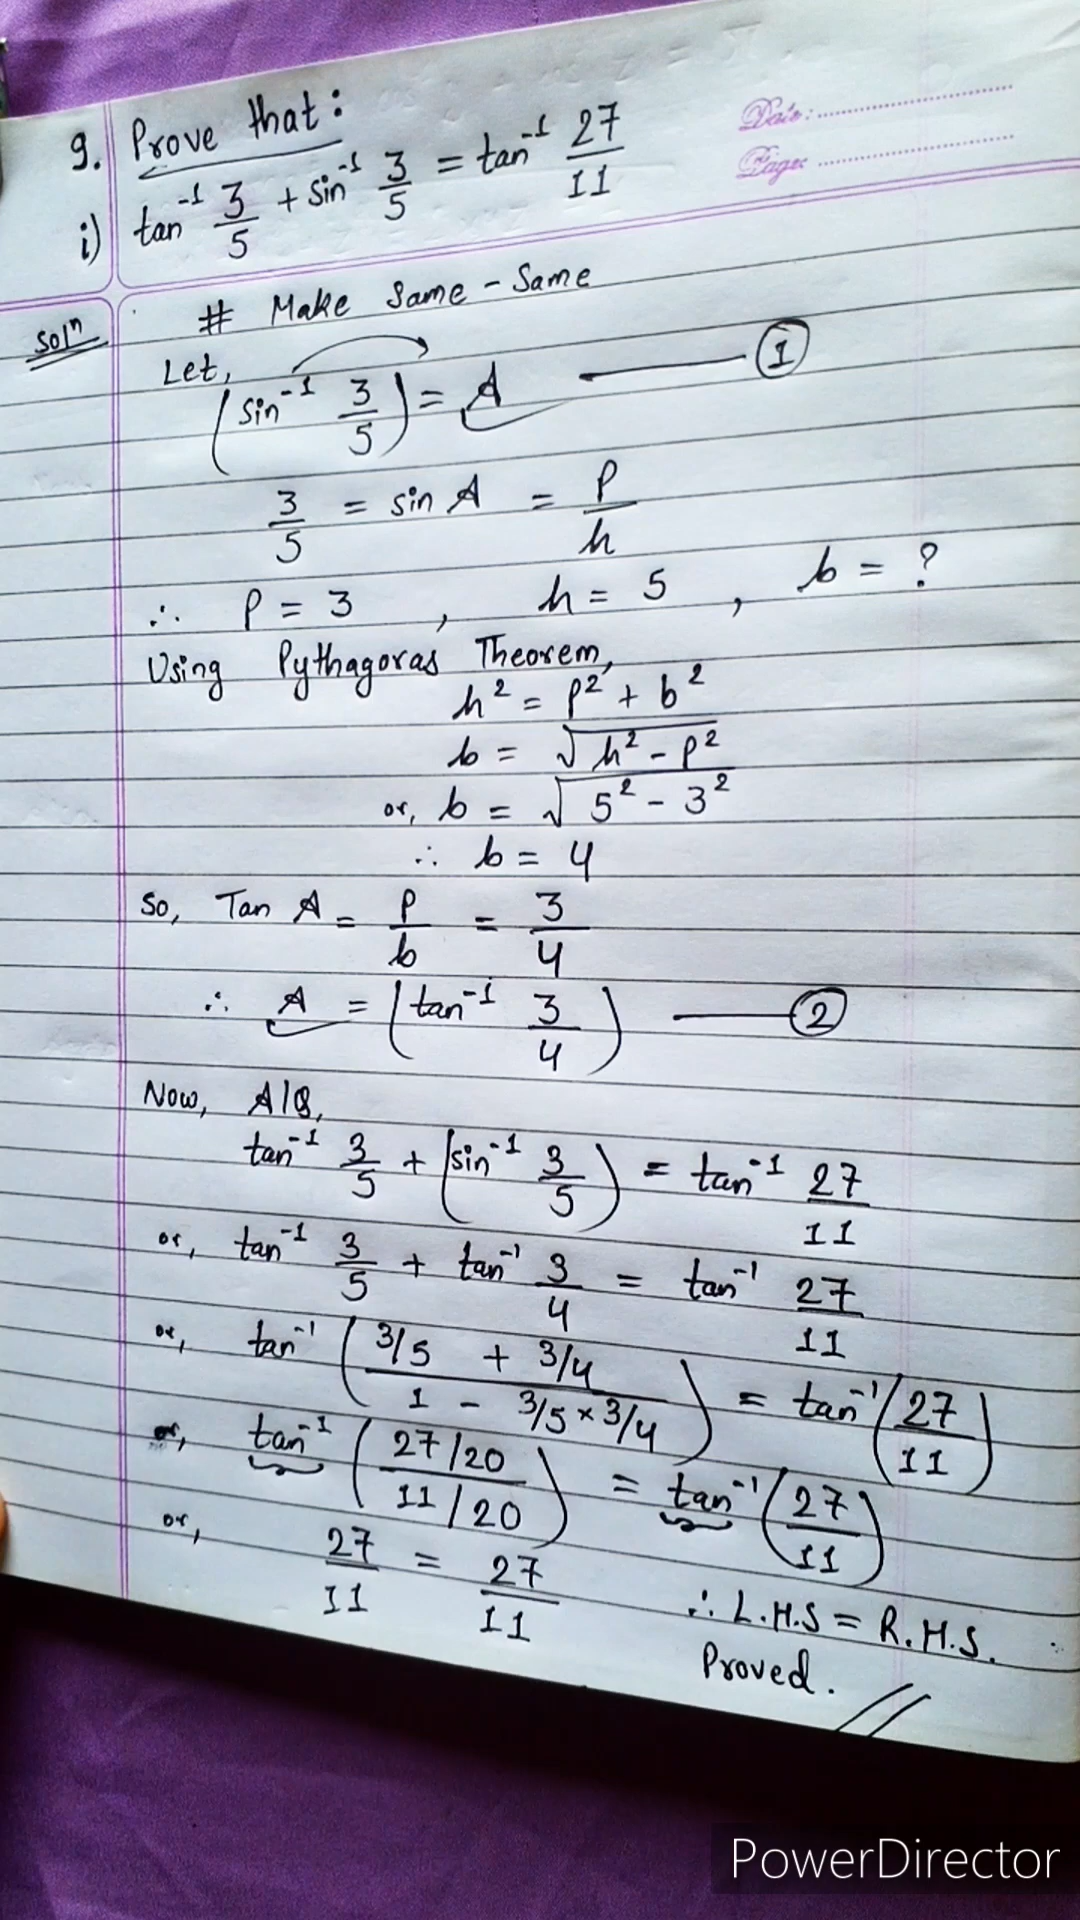 9. Prove that:
Date:
Page:
i) tan⁻¹ 3/5 + sin⁻¹ 3/5 = tan⁻¹ 27/11
Solⁿ
# Make Same - Same
Let,
(sin⁻¹ 3/5) = A —— ①
3/5 = sin A = P/h
∴ P = 3 , h = 5 , b = ?
Using Pythagoras Theorem,
h² = p² + b²
b = √h² - p²
or, b = √5² - 3²
∴ b = 4
So, Tan A = P/b = 3/4
∴ A = (tan⁻¹ 3/4) —— ②
Now, A/Q,
tan⁻¹ 3/5 + (sin⁻¹ 3/5) = tan⁻¹ 27/11
or, tan⁻¹ 3/5 + tan⁻¹ 3/4 = tan⁻¹ 27/11
or, tan⁻¹ (3/5 + 3/4 / 1 - 3/5 × 3/4) = tan⁻¹ (27/11)
or, tan⁻¹ (27/20 / 11/20) = tan⁻¹ (27/11)
or, 27/11 = 27/11
∴ L.H.S = R.H.S.
Proved.
PowerDirector